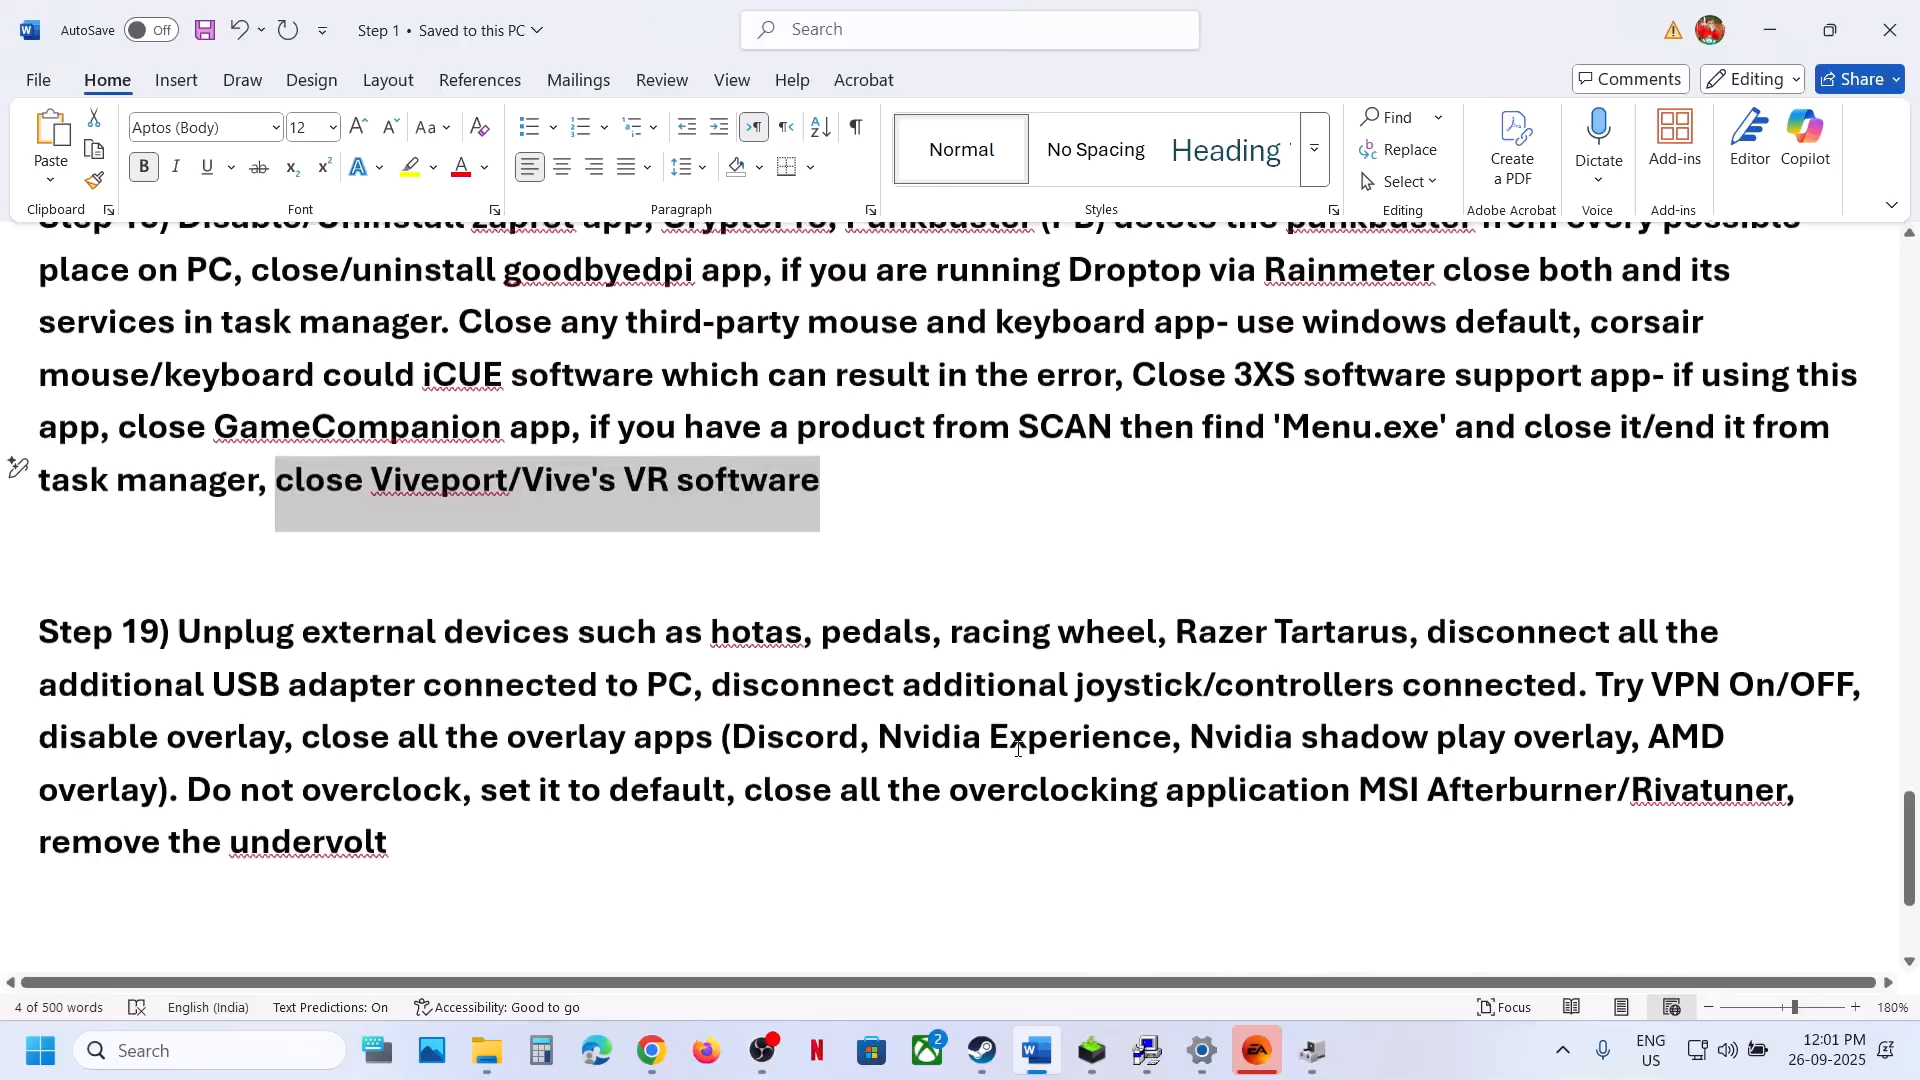 AutoSave Off Step 1 • Saved to this PC Search
File Home Insert Draw Design Layout References Mailings Review View Help Acrobat Comments Editing Share
Paste Aptos (Body) 12 Normal No Spacing Heading Find Replace Select Create a PDF Dictate Add-ins Editor Copilot
Clipboard Font Paragraph Styles Editing Adobe Acrobat Voice Add-ins
place on PC, close/uninstall goodbyedpi app, if you are running Droptop via Rainmeter close both and its
services in task manager. Close any third-party mouse and keyboard app- use windows default, corsair
mouse/keyboard could iCUE software which can result in the error, Close 3XS software support app- if using this
app, close GameCompanion app, if you have a product from SCAN then find 'Menu.exe' and close it/end it from
task manager, close Viveport/Vive's VR software
Step 19) Unplug external devices such as hotas, pedals, racing wheel, Razer Tartarus, disconnect all the
additional USB adapter connected to PC, disconnect additional joystick/controllers connected. Try VPN On/OFF,
disable overlay, close all the overlay apps (Discord, Nvidia Experience, Nvidia shadow play overlay, AMD
overlay). Do not overclock, set it to default, close all the overclocking application MSI Afterburner/Rivatuner,
remove the undervolt
4 of 500 words English (India) Text Predictions: On Accessibility: Good to go Focus 180%
Search 2 ENG US 12:01 PM 26-09-2025